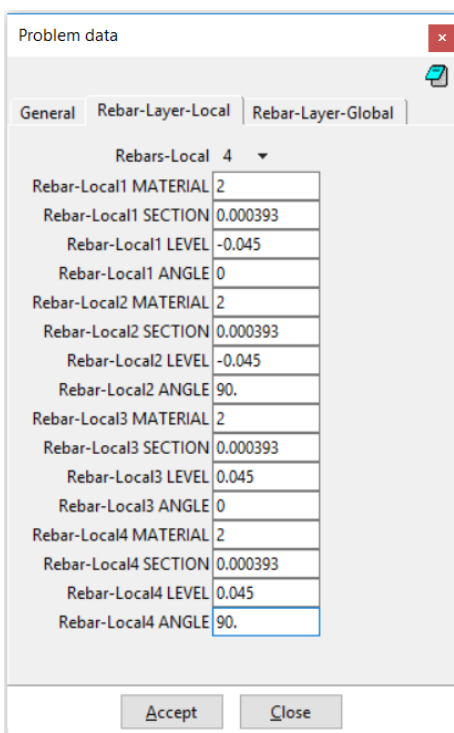 Problem data
General Rebar-Layer-Local Rebar-Layer-Global
Rebars-Local 4
Rebar-Local1 MATERIAL 2
Rebar-Local1 SECTION 0.000393
Rebar-Local1 LEVEL -0.045
Rebar-Local1 ANGLE 0
Rebar-Local2 MATERIAL 2
Rebar-Local2 SECTION 0.000393
Rebar-Local2 LEVEL -0.045
Rebar-Local2 ANGLE 90.
Rebar-Local3 MATERIAL 2
Rebar-Local3 SECTION 0.000393
Rebar-Local3 LEVEL 0.045
Rebar-Local3 ANGLE 0
Rebar-Local4 MATERIAL 2
Rebar-Local4 SECTION 0.000393
Rebar-Local4 LEVEL 0.045
Rebar-Local4 ANGLE 90.
Accept Close